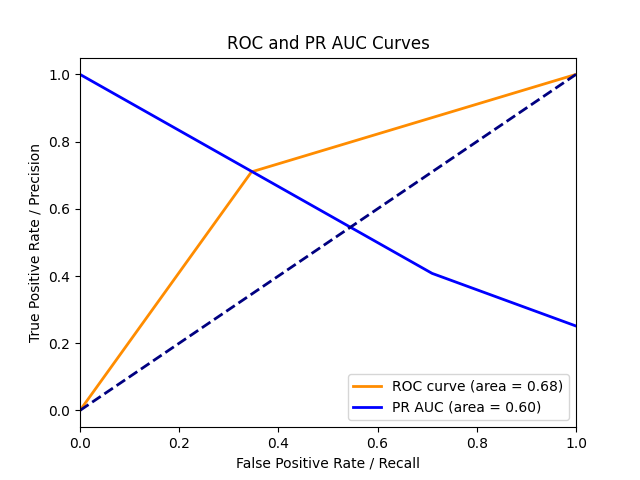 ROC and PR AUC Curves
True Positive Rate / Precision
1.0
0.8
0.6
0.4
0.2
0.0
ROC curve (area = 0.68)
PR AUC (area = 0.60)
0.0 0.2 0.4 0.6 0.8 1.0
False Positive Rate / Recall